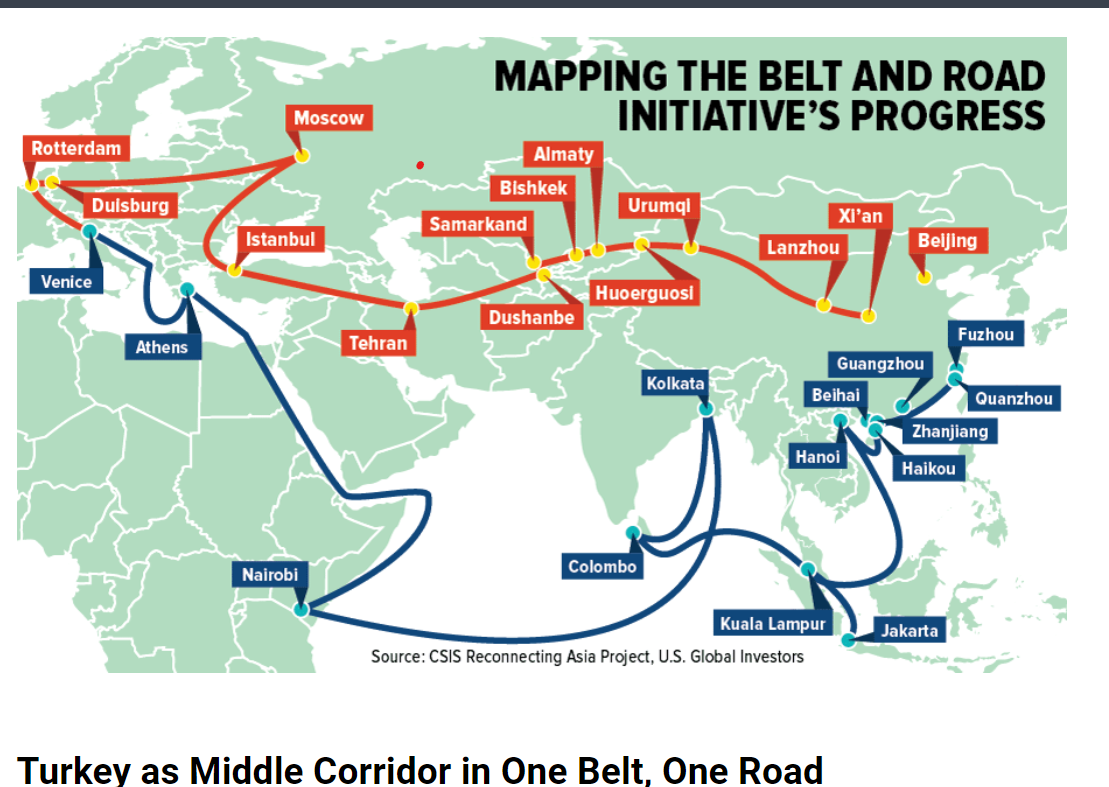 MAPPING THE BELT AND ROAD
INITIATIVE'S PROGRESS
Moscow
Rotterdam
Duisburg
Almaty
Bishkek
Samarkand
Urumqi
Xi'an
Istanbul
Lanzhou
Beijing
Venice
Huoerguosi
Dushanbe
Tehran
Athens
Fuzhou
Guangzhou
Kolkata
Beihai
Quanzhou
Zhanjiang
Hanoi
Haikou
Colombo
Nairobi
Kuala Lampur
Jakarta
Source: CSIS Reconnecting Asia Project, U.S. Global Investors
Turkey as Middle Corridor in One Belt, One Road